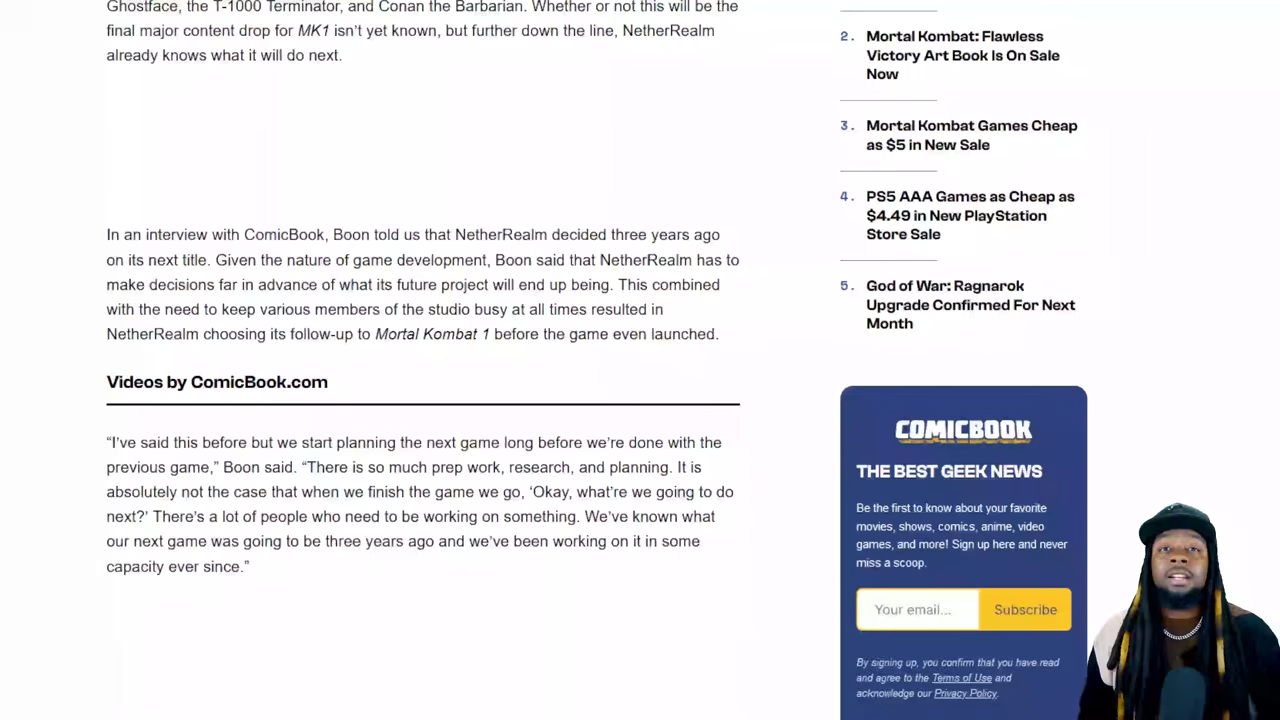 Ghostface, the T-1000 Terminator, and Conan the Barbarian. Whether or not this will be the
final major content drop for MK1 isn’t yet known, but further down the line, NetherRealm
already knows what it will do next.
In an interview with ComicBook, Boon told us that NetherRealm decided three years ago
on its next title. Given the nature of game development, Boon said that NetherRealm has to
make decisions far in advance of what its future project will end up being. This combined
with the need to keep various members of the studio busy at all times resulted in
NetherRealm choosing its follow-up to Mortal Kombat 1 before the game even launched.
Videos by ComicBook.com
“I’ve said this before but we start planning the next game long before we’re done with the
previous game,” Boon said. “There is so much prep work, research, and planning. It is
absolutely not the case that when we finish the game we go, ‘Okay, what’re we going to do
next?’ There’s a lot of people who need to be working on something. We’ve known what
our next game was going to be three years ago and we’ve been working on it in some
capacity ever since.”
2. Mortal Kombat: Flawless
Victory Art Book Is On Sale
Now
3. Mortal Kombat Games Cheap
as $5 in New Sale
4. PS5 AAA Games as Cheap as
$4.49 in New PlayStation
Store Sale
5. God of War: Ragnarok
Upgrade Confirmed For Next
Month
COMICBOOK
THE BEST GEEK NEWS
Be the first to know about your favorite
movies, shows, comics, anime, video
games, and more! Sign up here and never
miss a scoop.
Your email... Subscribe
By signing up, you confirm that you have read
and agree to the Terms of Use and
acknowledge our Privacy Policy.